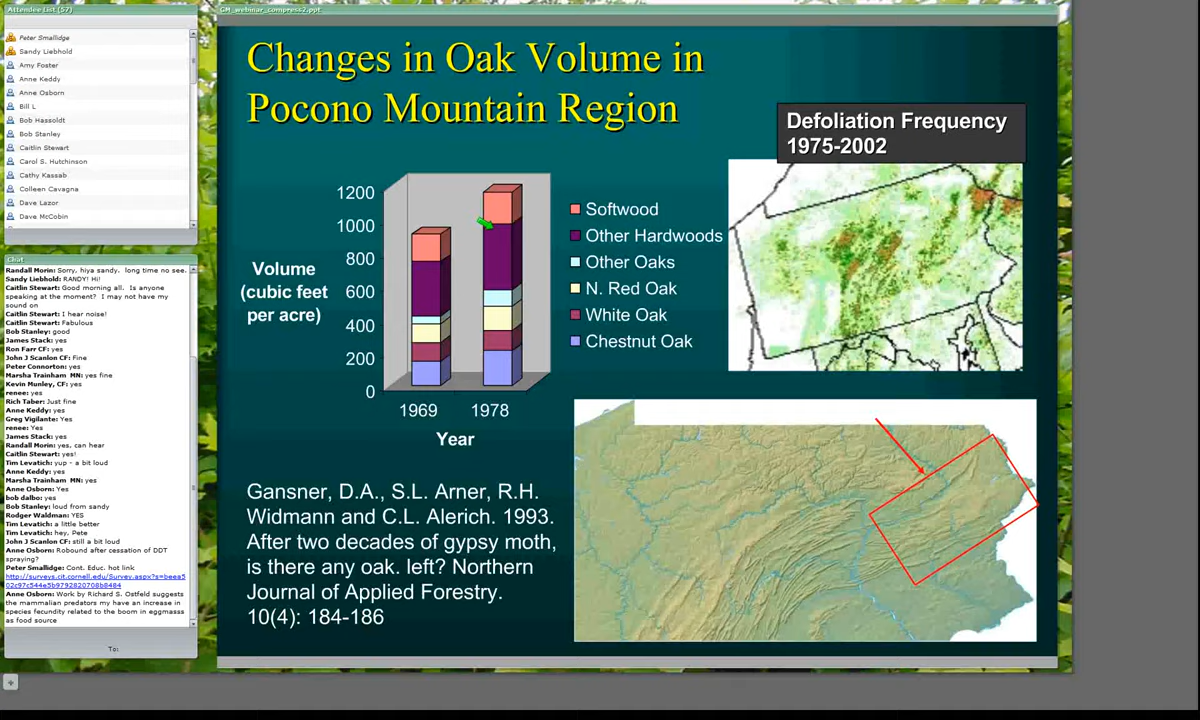 Attendee List (57)
Peter Smallidge
Sandy Liebhold
Amy Foster
Anne Keddy
Anne Osborn
Bill L
Bob Hassoldt
Bob Stanley
Caitlin Stewart
Carol S. Hutchinson
Cathy Kassab
Colleen Cavagna
Dave Lazor
Dave McCobin
Chat
Randall Morin: Sorry, hiya sandy. long time no see.
Sandy Liebhold: RANDY! Hi!
Caitlin Stewart: Good morning all. Is anyone
speaking at the moment? I may not have my
sound on
Caitlin Stewart: I hear noise!
Caitlin Stewart: Fabulous
Bob Stanley: good
James Stack: yes
Ron Farr CF: yes
John J Scanlon CF: Fine
Peter Connorton: yes
Marsha Trainham MN: yes fine
Kevin Munley, CF: yes
renee: yes
Rich Taber: Just fine
Anne Keddy: yes
Greg Vigilante: Yes
renee: Yes
James Stack: yes
Randall Morin: yes, can hear
Caitlin Stewart: yes!
Tim Levatich: yup - a bit loud
Anne Keddy: yes
Marsha Trainham MN: yes
Anne Osborn: Yes
bob dalbo: yes
Bob Stanley: loud from sandy
Rodger Waldman: YES
Tim Levatich: a little better
Tim Levatich: hey, Pete
John J Scanlon CF: still a bit loud
Anne Osborn: Robound after cessation of DDT
spraying?
Peter Smallidge: Cont. Educ. hot link
http://surveys.cit.cornell.edu/Survey.aspx?s=beea5
02c97c544e5b9792820708b8484
Anne Osborn: Work by Richard S. Ostfeld suggests
the mammalian predators my have an increase in
species fecundity related to the boom in eggmasss
as food source
To:
GM_webinar_compress2.ppt
Changes in Oak Volume in
Pocono Mountain Region
Defoliation Frequency
1975-2002
Volume
(cubic feet
per acre)
1200
1000
800
600
400
200
0
1969 1978
Year
Softwood
Other Hardwoods
Other Oaks
N. Red Oak
White Oak
Chestnut Oak
Gansner, D.A., S.L. Arner, R.H.
Widmann and C.L. Alerich. 1993.
After two decades of gypsy moth,
is there any oak. left? Northern
Journal of Applied Forestry.
10(4): 184-186